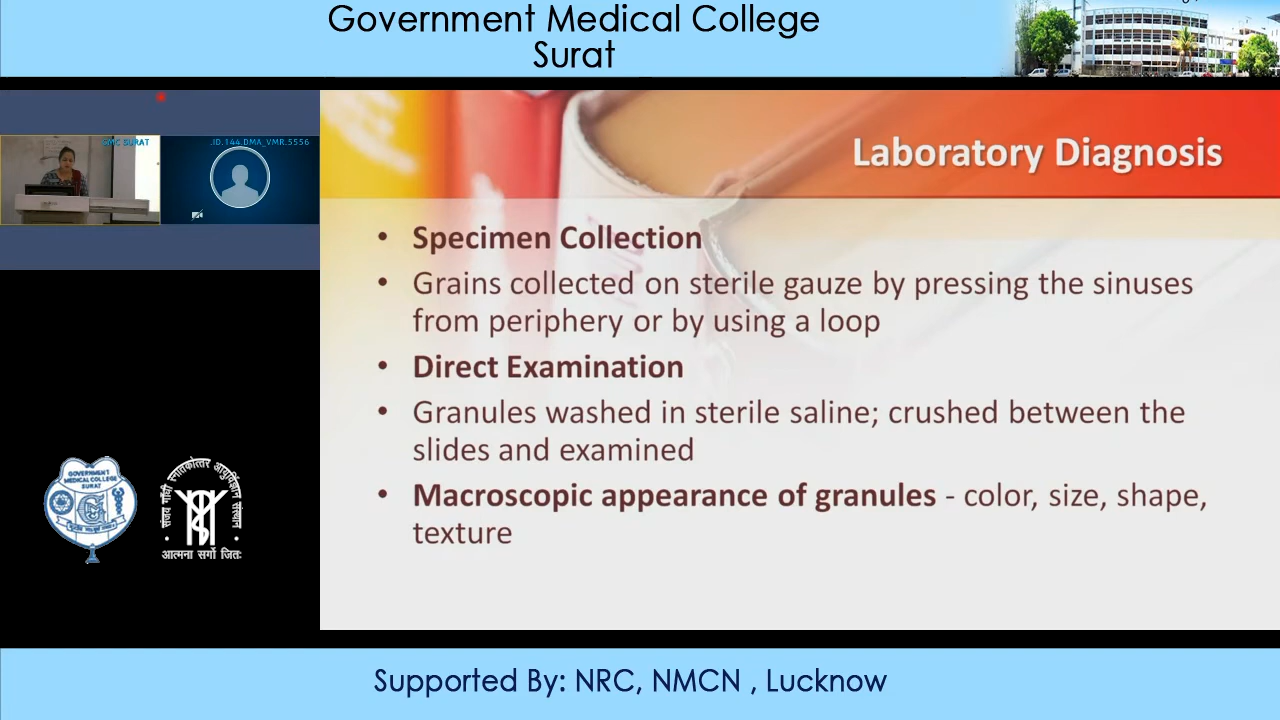 Government Medical College
Surat
GMC SURAT
.ID.144.DMA_VMR.5556
Laboratory Diagnosis
• Specimen Collection
• Grains collected on sterile gauze by pressing the sinuses
from periphery or by using a loop
• Direct Examination
• Granules washed in sterile saline; crushed between the
slides and examined
• Macroscopic appearance of granules - color, size, shape,
texture
GOVERNMENT
MEDICAL COLLEGE
SURAT
आत्मना सर्गो जितः
Supported By: NRC, NMCN , Lucknow